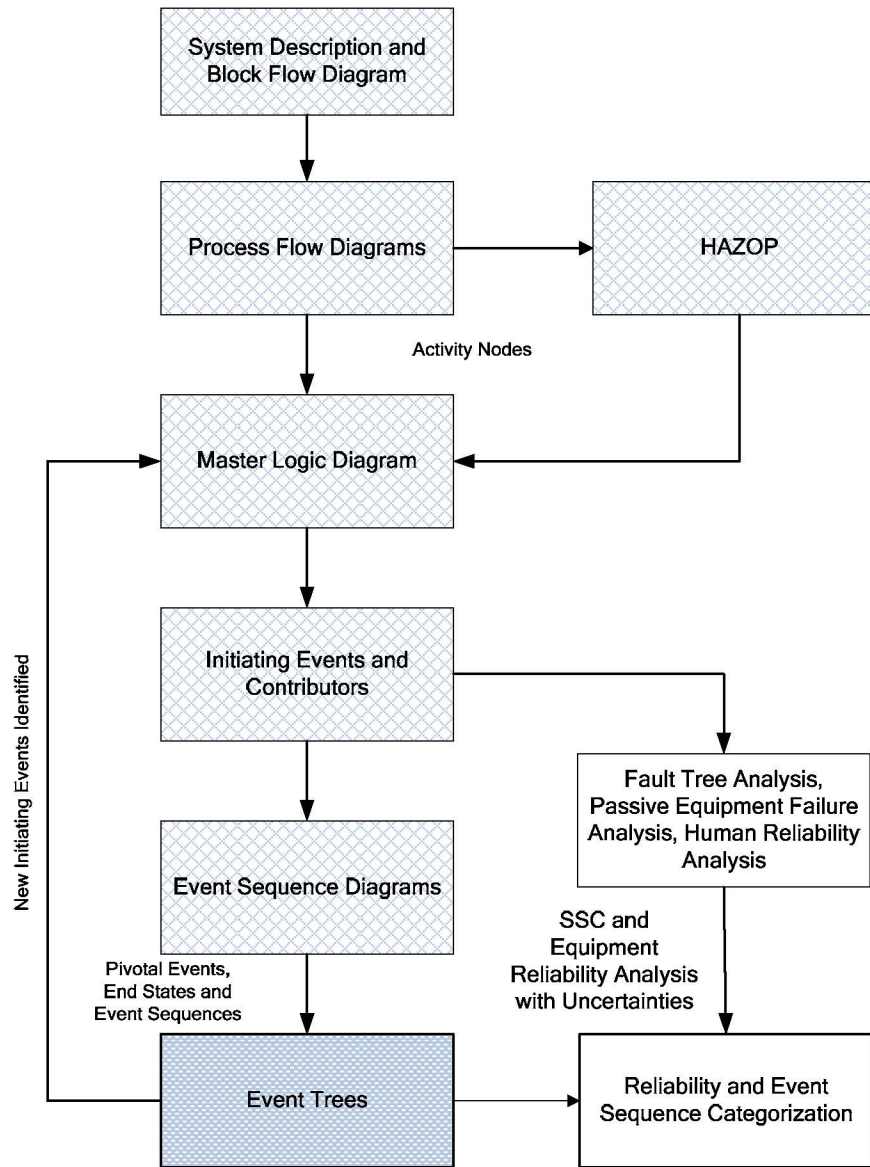 System Description and
Block Flow Diagram
Process Flow Diagrams
HAZOP
Activity Nodes
Master Logic Diagram
New Initiating Events Identified
Initiating Events and
Contributors
Fault Tree Analysis,
Passive Equipment Failure
Analysis, Human Reliability
Analysis
Event Sequence Diagrams
SSC and
Equipment
Reliability Analysis
with Uncertainties
Pivotal Events,
End States and
Event Sequences
Event Trees
Reliability and Event
Sequence Categorization